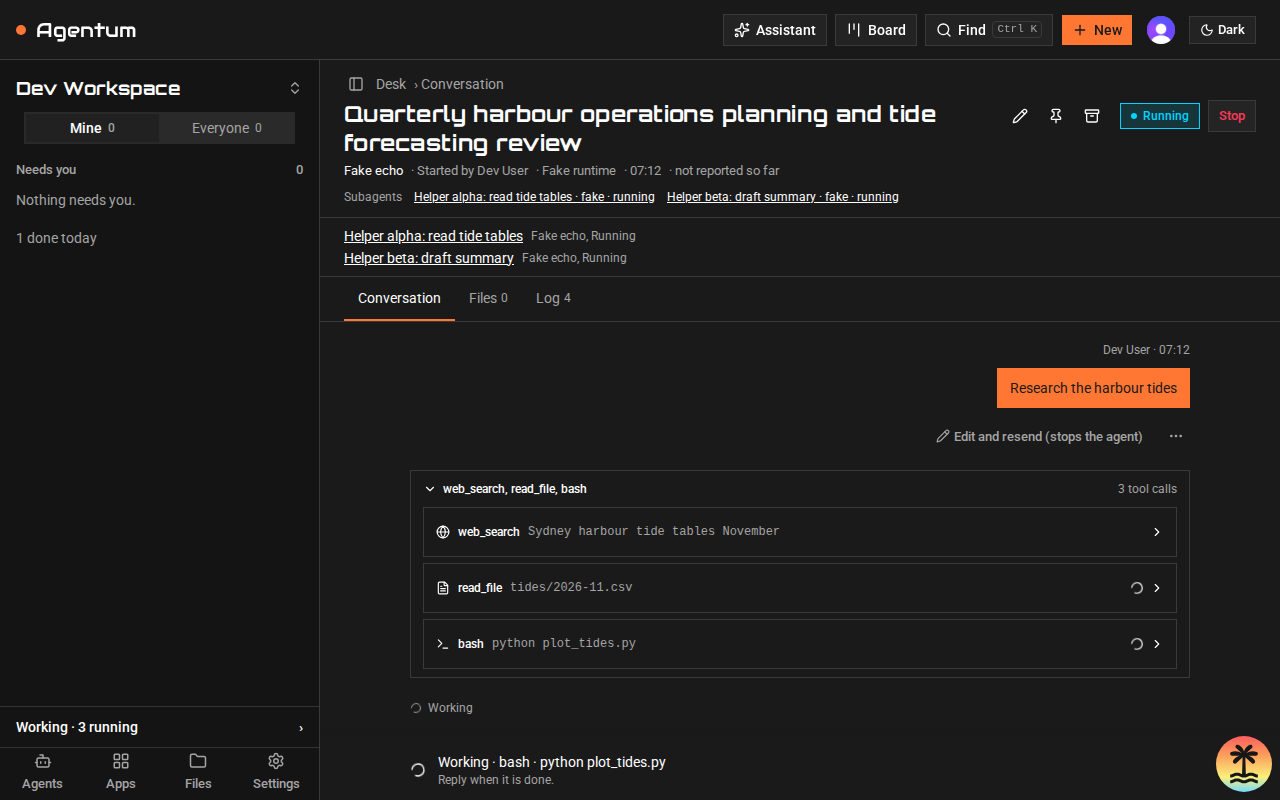 Agentum
Assistant
Board
Find Ctrl K
New
Dark
Dev Workspace
Mine 0
Everyone 0
Needs you 0
Nothing needs you.
1 done today
Working · 3 running ›
Agents
Apps
Files
Settings
Desk › Conversation
Quarterly harbour operations planning and tide
forecasting review
Running
Stop
Fake echo · Started by Dev User · Fake runtime · 07:12 · not reported so far
Subagents Helper alpha: read tide tables · fake · running Helper beta: draft summary · fake · running
Helper alpha: read tide tables Fake echo, Running
Helper beta: draft summary Fake echo, Running
Conversation
Files 0
Log 4
Dev User · 07:12
Research the harbour tides
Edit and resend (stops the agent) ···
web_search, read_file, bash 3 tool calls
web_search Sydney harbour tide tables November
read_file tides/2026-11.csv
bash python plot_tides.py
Working
Working · bash · python plot_tides.py
Reply when it is done.